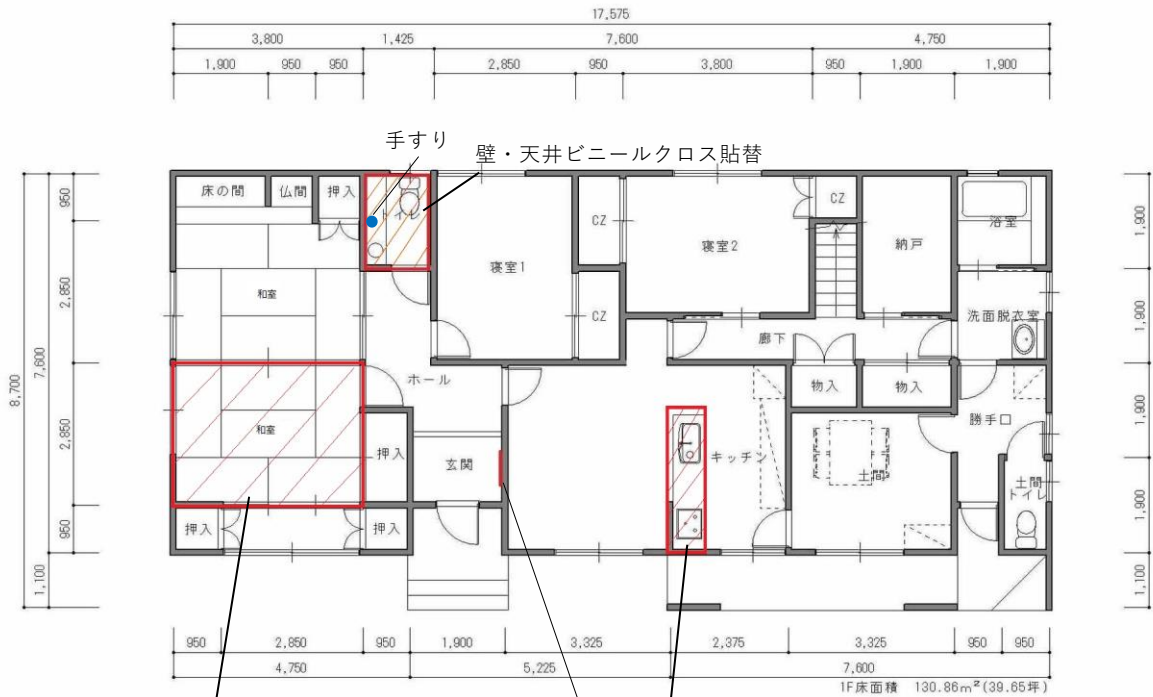 17,575
3,800 1,425 7,600 4,750
1,900 950 950 2,850 950 3,800 950 1,900 1,900
手すり
壁・天井ビニールクロス貼替
床の間 仏間 押入 トイレ CZ CZ 浴室
寝室1 寝室2 納戸
和室 CZ 洗面脱衣室
廊下
ホール 物入 物入
勝手口
和室 押入 玄関 キッチン 土間
土間
トイレ
押入 押入
8,700
7,600 1,100
950 2,850 2,850 950
1,900 1,900 1,900 1,900 1,100
950 2,850 950 1,900 3,325 2,375 3,325 950 950
4,750 5,225 7,600
1F床面積 130.86m²(39.65坪)